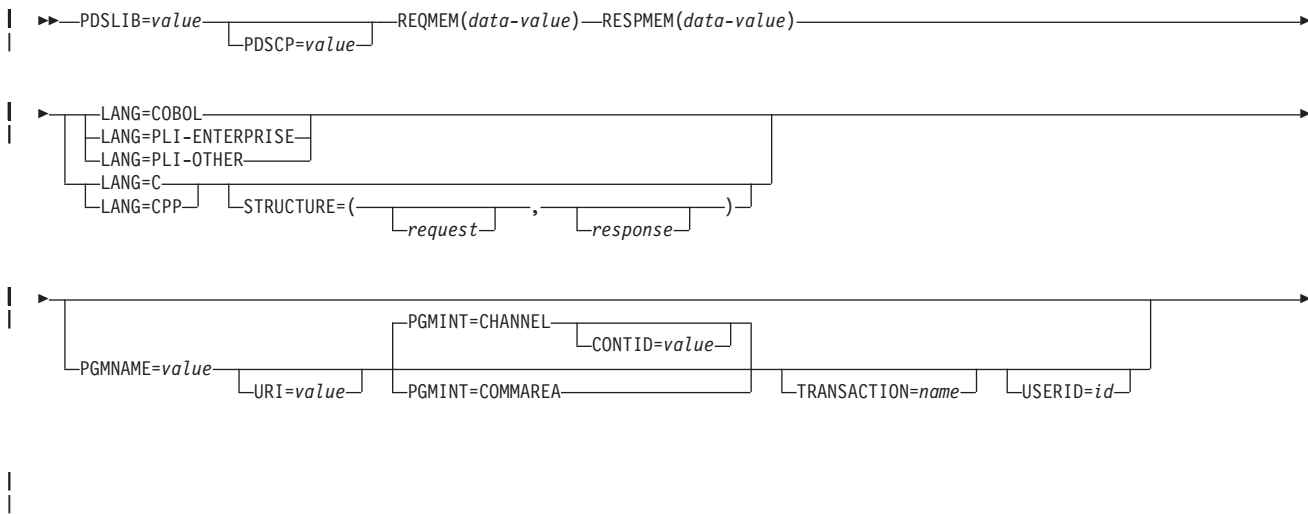 PDSLIB=value REQMEM(data-value) RESPMEM(data-value)
PDSCP=value
LANG=COBOL
LANG=PLI-ENTERPRISE
LANG=PLI-OTHER
LANG=C
LANG=CPP STRUCTURE=( , )
request response
PGMINT=CHANNEL
CONTID=value
PGMNAME=value
URI=value PGMINT=COMMAREA TRANSACTION=name USERID=id